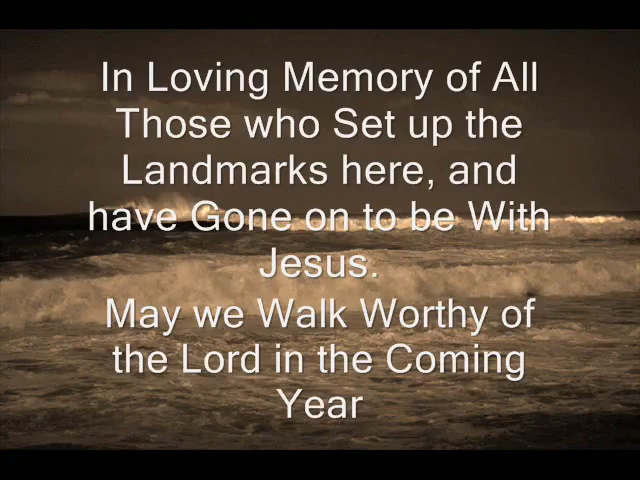 In Loving Memory of All
Those who Set up the
Landmarks here, and
have Gone on to be With
Jesus.
May we Walk Worthy of
the Lord in the Coming
Year